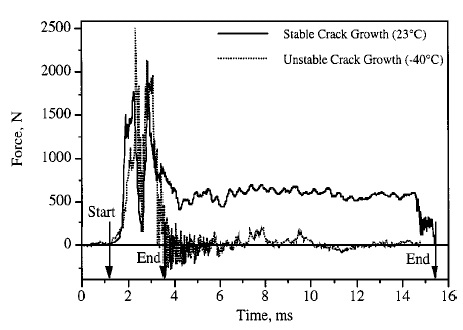 2500
2000
1500
1000
500
0
Force, N
Stable Crack Growth (23°C)
Unstable Crack Growth (-40°C)
Start
End
End
0 2 4 6 8 10 12 14 16
Time, ms